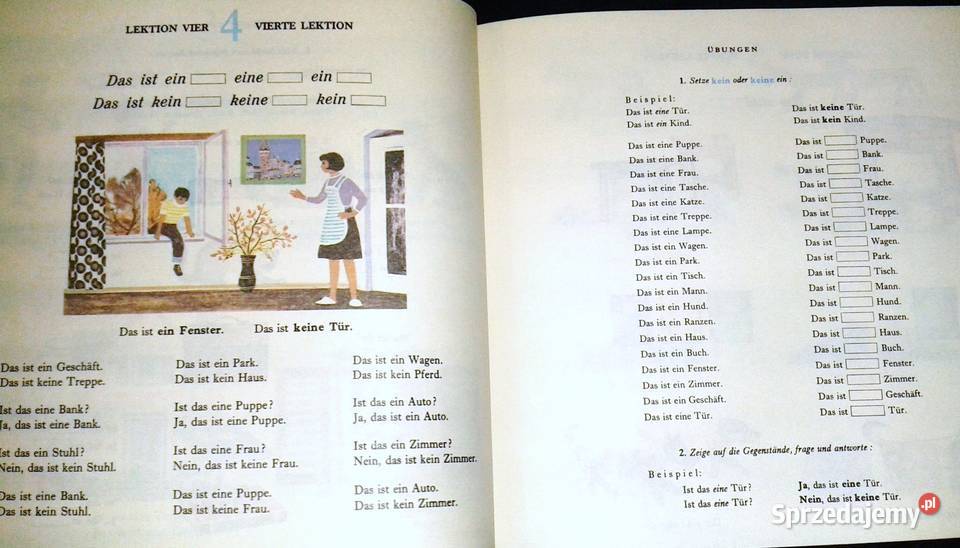 LEKTION VIER 4 VIERTE LEKTION
Das ist ein eine ein
Das ist kein keine kein
Das ist ein Fenster. Das ist keine Tür.
Das ist ein Geschäft. Das ist ein Park. Das ist ein Wagen.
Das ist keine Treppe. Das ist kein Haus. Das ist kein Pferd.
Ist das eine Bank? Ist das eine Puppe? Ist das ein Auto?
Ja, das ist eine Bank. Ja, das ist eine Puppe. Ja, das ist ein Auto.
Ist das ein Stuhl? Ist das eine Frau? Ist das ein Zimmer?
Nein, das ist kein Stuhl. Nein, das ist keine Frau. Nein, das ist kein Zimmer.
Das ist eine Bank. Das ist eine Puppe. Das ist ein Auto.
Das ist kein Stuhl. Das ist keine Frau. Das ist kein Zimmer.
ÜBUNGEN
1. Setze kein oder keine ein:
Beispiel:
Das ist eine Tür. Das ist keine Tür.
Das ist ein Kind. Das ist kein Kind.
Das ist eine Puppe. Das ist Puppe.
Das ist eine Bank. Das ist Bank.
Das ist eine Frau. Das ist Frau.
Das ist eine Tasche. Das ist Tasche.
Das ist eine Katze. Das ist Katze.
Das ist eine Treppe. Das ist Treppe.
Das ist eine Lampe. Das ist Lampe.
Das ist ein Wagen. Das ist Wagen.
Das ist ein Park. Das ist Park.
Das ist ein Tisch. Das ist Tisch.
Das ist ein Mann. Das ist Mann.
Das ist ein Hund. Das ist Hund.
Das ist ein Ranzen. Das ist Ranzen.
Das ist ein Haus. Das ist Haus.
Das ist ein Buch. Das ist Buch.
Das ist ein Fenster. Das ist Fenster.
Das ist ein Zimmer. Das ist Zimmer.
Das ist ein Geschäft. Das ist Geschäft.
Das ist eine Tür. Das ist Tür.
2. Zeige auf die Gegenstände, frage und antworte:
Beispiel:
Ist das eine Tür? Ja, das ist eine Tür.
Ist das eine Tür? Nein, das ist keine Tür.
Sprzedajemy.pl